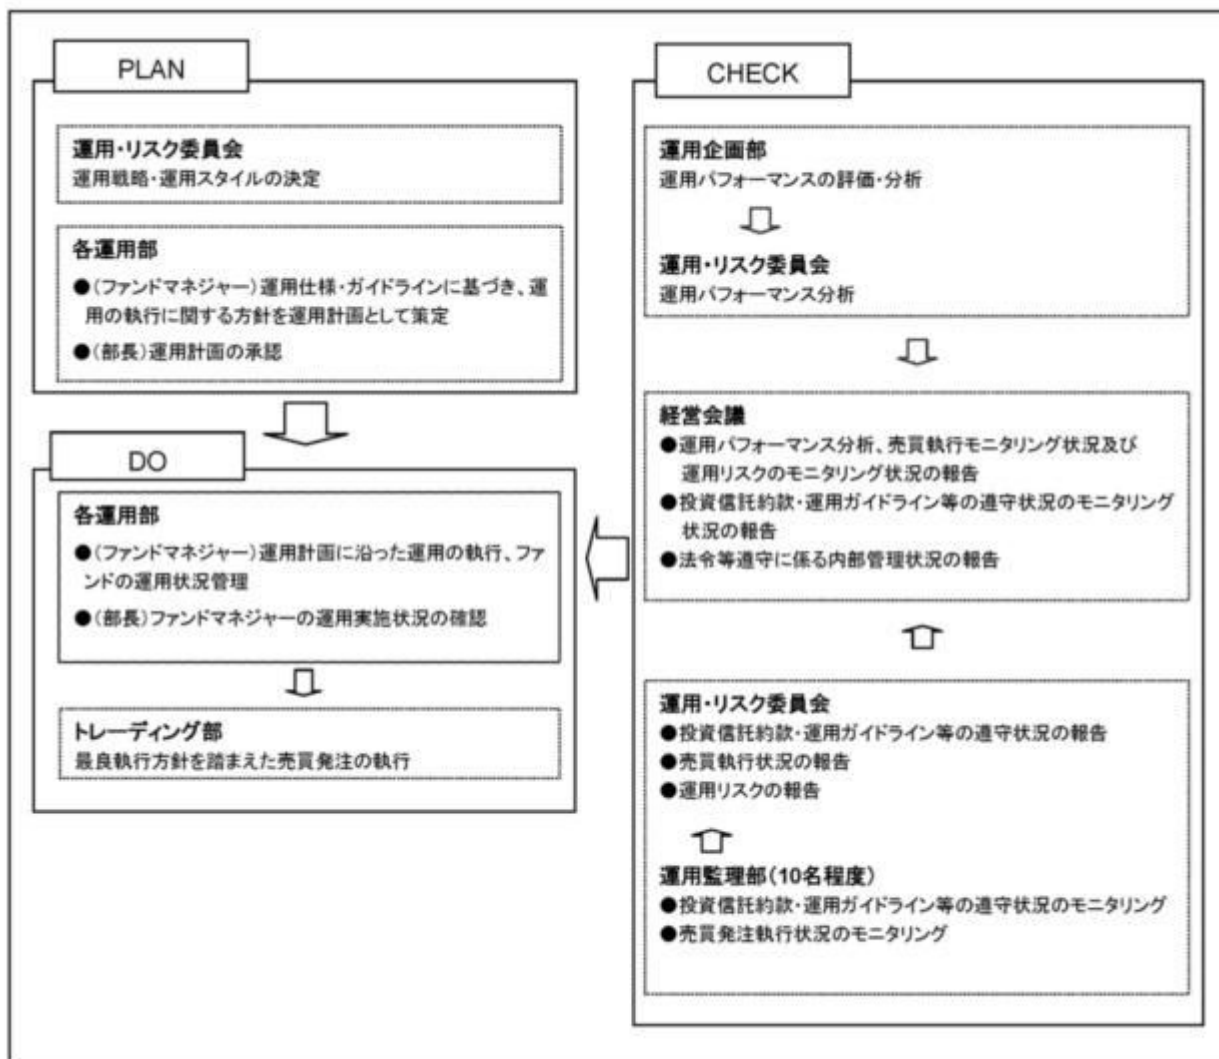 PLAN
運用・リスク委員会
運用戦略・運用スタイルの決定
各運用部
●(ファンドマネジャー)運用仕様・ガイドラインに基づき、運
用の執行に関する方針を運用計画として策定
●(部長)運用計画の承認
DO
各運用部
●(ファンドマネジャー)運用計画に沿った運用の執行、ファ
ンドの運用状況管理
●(部長)ファンドマネジャーの運用実施状況の確認
トレーディング部
最良執行方針を踏まえた売買発注の執行
CHECK
運用企画部
運用パフォーマンスの評価・分析
運用・リスク委員会
運用パフォーマンス分析
経営会議
●運用パフォーマンス分析、売買執行モニタリング状況及び
運用リスクのモニタリング状況の報告
●投資信託約款・運用ガイドライン等の遵守状況のモニタリング
状況の報告
●法令等遵守に係る内部管理状況の報告
運用・リスク委員会
●投資信託約款・運用ガイドライン等の遵守状況の報告
●売買執行状況の報告
●運用リスクの報告
運用監理部(10名程度)
●投資信託約款・運用ガイドライン等の遵守状況のモニタリング
●売買発注執行状況のモニタリング